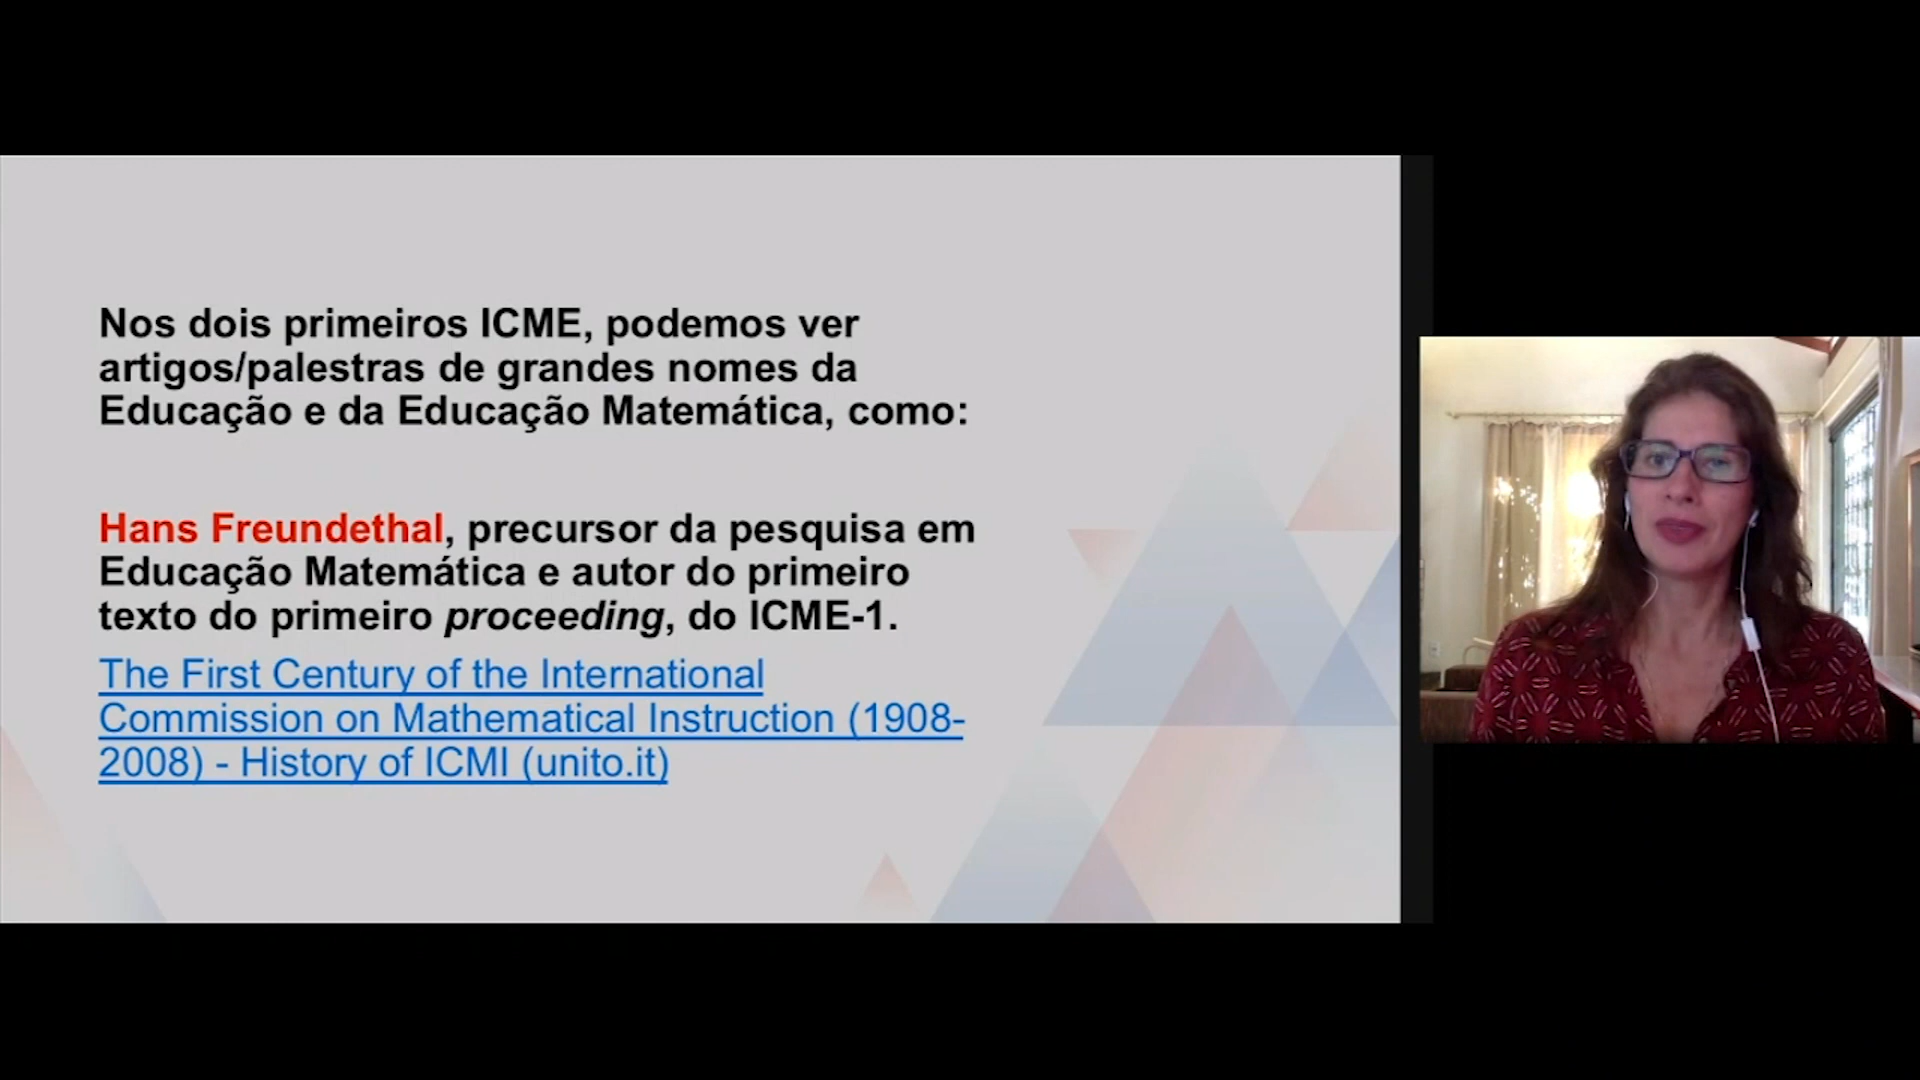 Nos dois primeiros ICME, podemos ver
artigos/palestras de grandes nomes da
Educação e da Educação Matemática, como:
Hans Freundethal, precursor da pesquisa em
Educação Matemática e autor do primeiro
texto do primeiro proceeding, do ICME-1.
The First Century of the International
Commission on Mathematical Instruction (1908-
2008) - History of ICMI (unito.it)